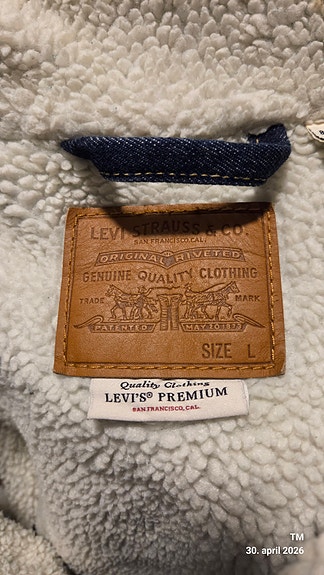 LEVI STRAUSS & CO.
SAN FRANCISCO, CAL.
ORIGINAL RIVETED
GENUINE QUALITY CLOTHING
TRADE MARK
PATENTED MAY 20 1873
SIZE L
Quality Clothing
LEVI'S® PREMIUM
SAN FRANCISCO, CAL.
TM
30. april 2026